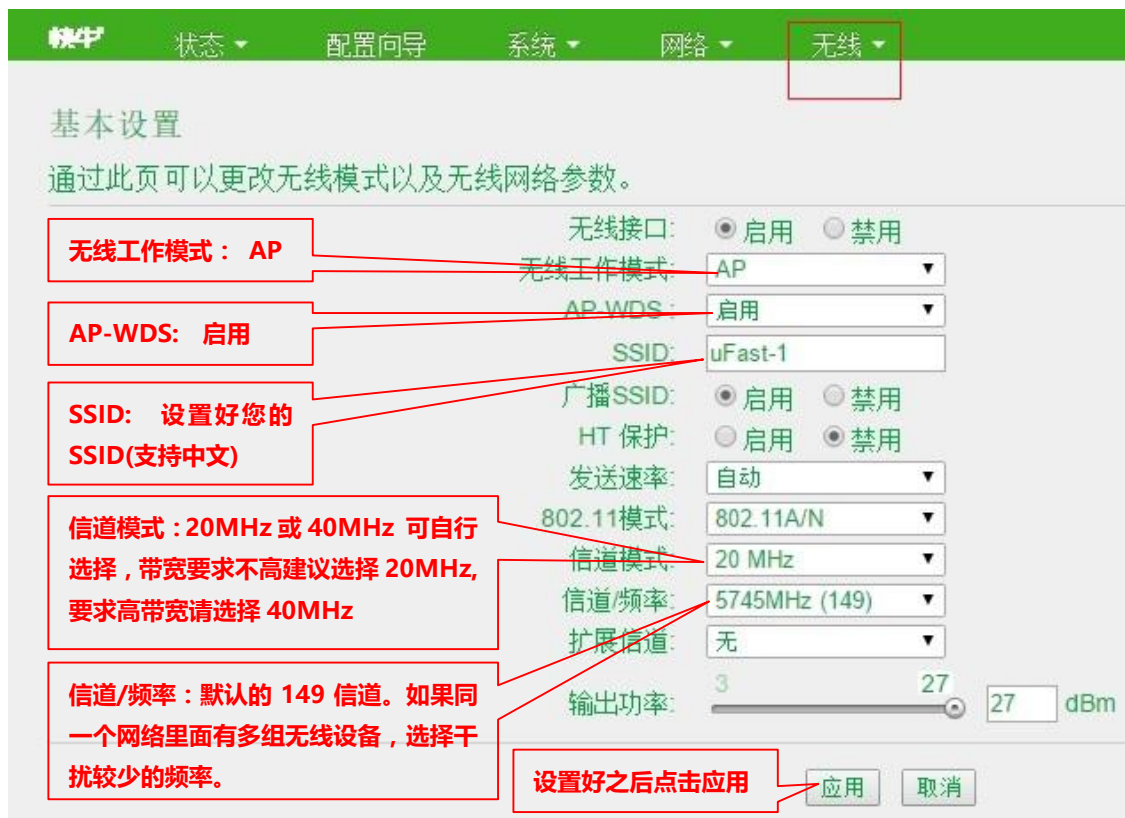 快牛 状态 配置向导 系统 网络 无线
基本设置
通过此页可以更改无线模式以及无线网络参数。
无线接口: 启用 禁用
无线工作模式: AP
AP-WDS : 启用
SSID: uFast-1
广播SSID: 启用 禁用
HT 保护: 启用 禁用
发送速率: 自动
802.11模式: 802.11A/N
信道模式: 20 MHz
信道/频率: 5745MHz (149)
扩展信道: 无
输出功率: 3 27 27 dBm
应用 取消
无线工作模式： AP
AP-WDS: 启用
SSID: 设置好您的
SSID(支持中文)
信道模式：20MHz 或 40MHz 可自行
选择，带宽要求不高建议选择 20MHz,
要求高带宽请选择 40MHz
信道/频率：默认的 149 信道。如果同
一个网络里面有多组无线设备，选择干
扰较少的频率。
设置好之后点击应用